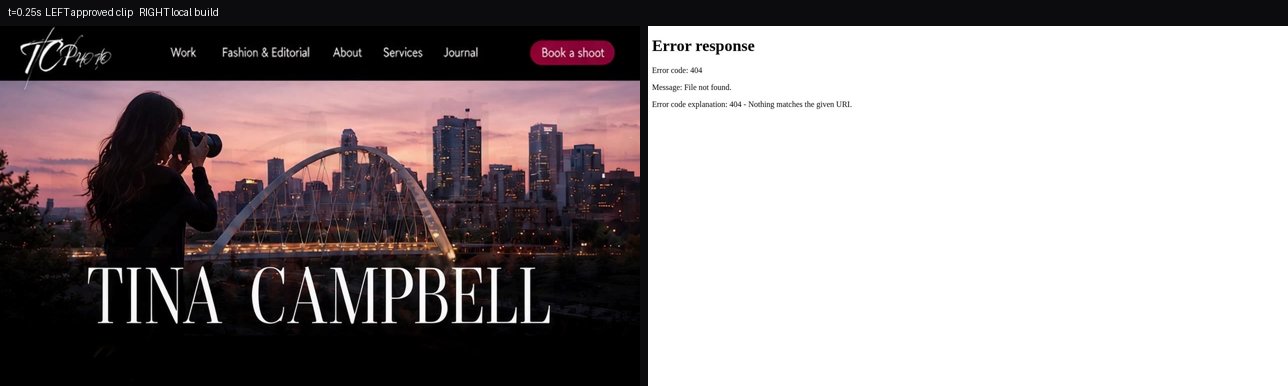 t=0.25s LEFT approved clip RIGHT local build
TCPHOTO
Work Fashion & Editorial About Services Journal Book a shoot
TINA CAMPBELL
Error response
Error code: 404
Message: File not found.
Error code explanation: 404 - Nothing matches the given URI.